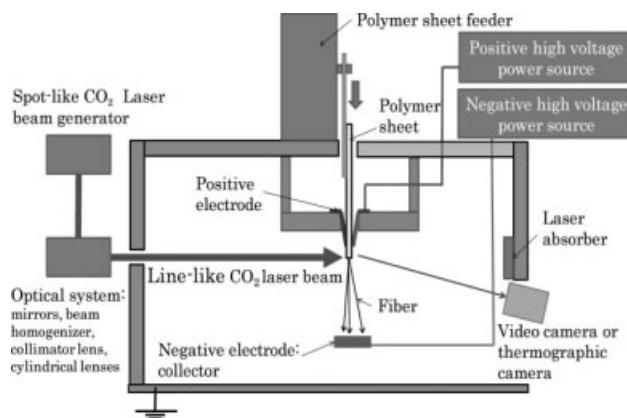 Polymer sheet feeder
Positive high voltage
power source
Negative high voltage
power source
Spot-like CO₂ Laser
beam generator
Polymer
sheet
Positive
electrode
Laser
absorber
Line-like CO₂ laser beam
Optical system:
mirrors, beam
homogenizer,
collimator lens,
cylindrical lenses
Fiber
Negative electrode:
collector
Video camera or
thermographic
camera